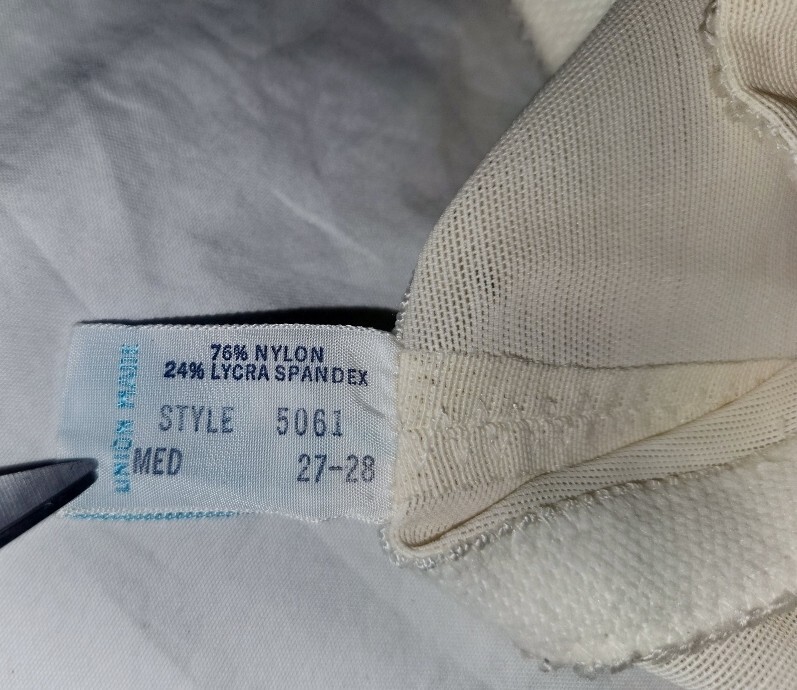 76% NYLON
24% LYCRA SPANDEX
STYLE 5061
MED 27-28
UNION MADE